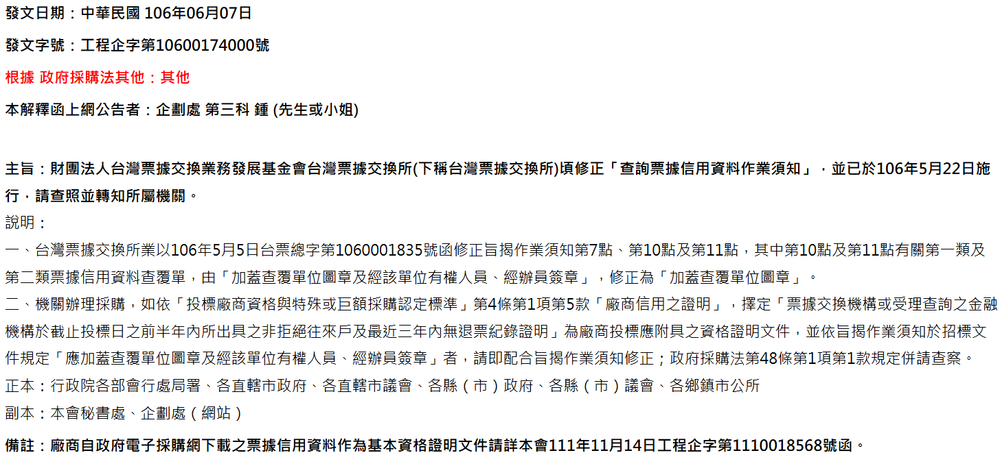 發文日期：中華民國 106年06月07日
發文字號：工程企字第10600174000號
根據 政府採購法其他：其他
本解釋函上網公告者：企劃處 第三科 鍾 (先生或小姐)
主旨：財團法人台灣票據交換業務發展基金會台灣票據交換所(下稱台灣票據交換所)頃修正「查詢票據信用資料作業須知」，並已於106年5月22日施
行，請查照並轉知所屬機關。
說明：
一、台灣票據交換所業以106年5月5日台票總字第1060001835號函修正旨揭作業須知第7點、第10點及第11點，其中第10點及第11點有關第一類及
第二類票據信用資料查覆單，由「加蓋查覆單位圖章及經該單位有權人員、經辦員簽章」，修正為「加蓋查覆單位圖章」。
二、機關辦理採購，如依「投標廠商資格與特殊或巨額採購認定標準」第4條第1項第5款「廠商信用之證明」，擇定「票據交換機構或受理查詢之金融
機構於截止投標日之前半年內所出具之非拒絕往來戶及最近三年內無退票紀錄證明」為廠商投標應附具之資格證明文件，並依旨揭作業須知於招標文
件規定「應加蓋查覆單位圖章及經該單位有權人員、經辦員簽章」者，請即配合旨揭作業須知修正；政府採購法第48條第1項第1款規定併請查察。
正本：行政院各部會行處局署、各直轄市政府、各直轄市議會、各縣（市）政府、各縣（市）議會、各鄉鎮市公所
副本：本會秘書處、企劃處（網站）
備註：廠商自政府電子採購網下載之票據信用資料作為基本資格證明文件請詳本會111年11月14日工程企字第1110018568號函。